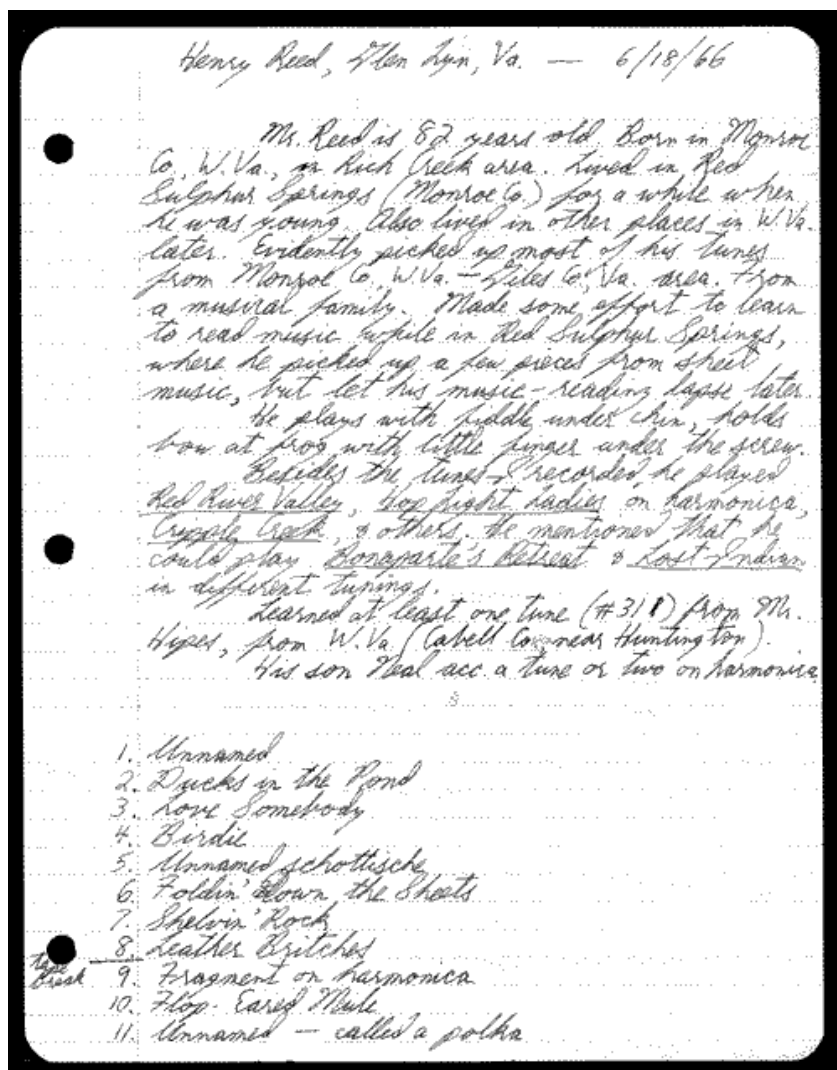 Henry Reed, Glen Lyn, Va. — 6/18/66
Mr. Reed is 82 years old. Born in Monroe
Co., W. Va., in Rich Creek area. Lived in Red
Sulphur Springs (Monroe Co.) for a while when
he was young. Also lived in other places in W. Va.
later. Evidently picked up most of his tunes
from Monroe Co., W. Va. – Giles Co., Va. area. From
a musical family. Made some effort to learn
to read music while in Red Sulphur Springs,
where he picked up a few pieces from sheet
music, but let his music-reading lapse later.
He plays with fiddle under chin, holds
bow at frog with little finger under the screw.
Besides the tunes I recorded, he played
Red River Valley, Hop Light Ladies on harmonica,
Cripple Creek, & others. He mentioned that he
could play Bonaparte's Retreat & Lost Indian
in different tunings.
Learned at least one tune (#311) from Mr.
Hipes, from W. Va. (Cabell Co., near Huntington).
His son Neal acc. a tune or two on harmonica
1. Unnamed
2. Ducks in the Pond
3. Love Somebody
4. Birdie
5. Unnamed schottische
6. Foldin' Down the Sheets
7. Shelvin' Rock
8. Leather Britches
tape break
9. Fragment on harmonica
10. Flop-Eared Mule
11. Unnamed — called a polka